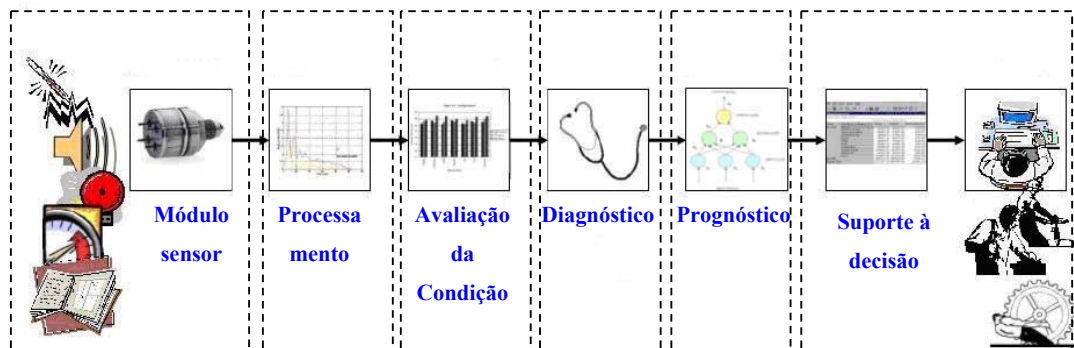 Módulo
sensor
Processa
mento
Avaliação
da
Condição
Diagnóstico
Prognóstico
Suporte à
decisão